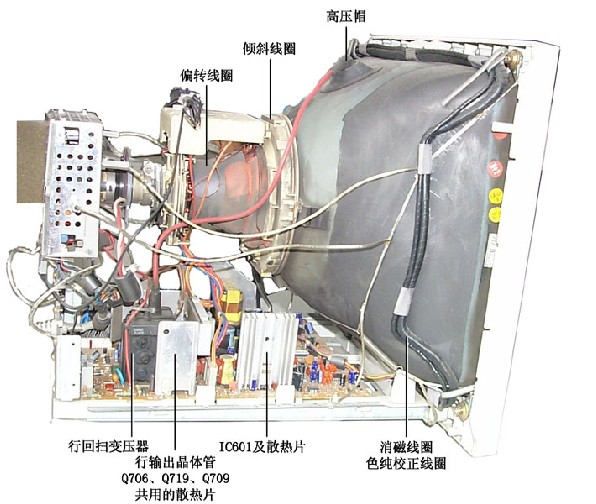 高压帽
倾斜线圈
偏转线圈
行回扫变压器
IC601及散热片
消磁线圈
色纯校正线圈
行输出晶体管
Q706、Q719、Q709
共用的散热片